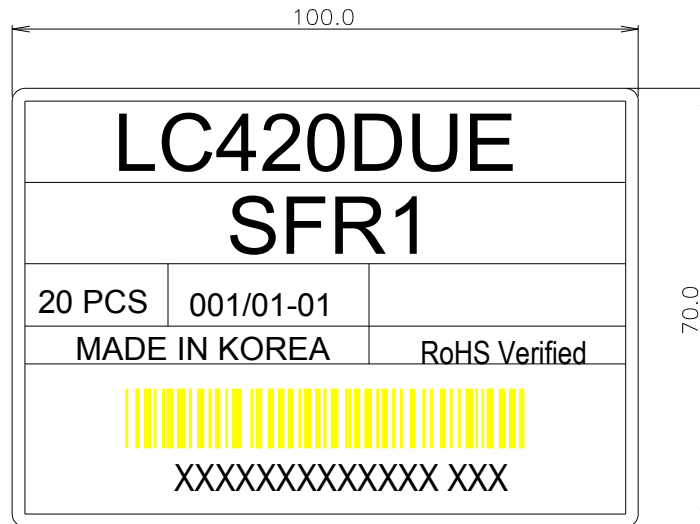 100.0
LC420DUE
SFR1
20 PCS 001/01-01
MADE IN KOREA RoHS Verified
70.0
XXXXXXXXXXXXX XXX